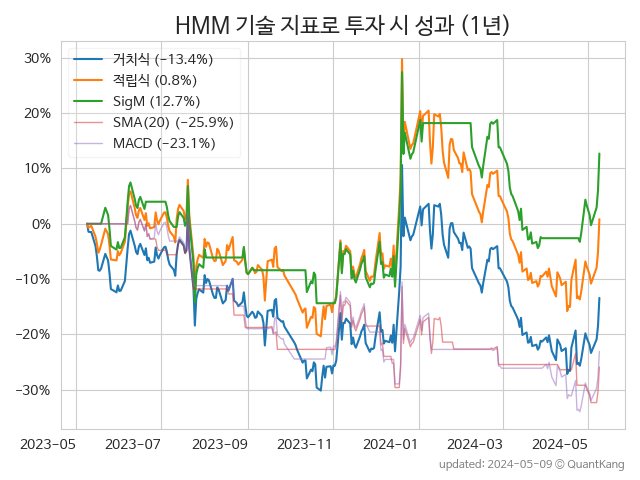 HMM 기술 지표로 투자 시 성과 (1년)
30%
20%
10%
0%
−10%
−20%
−30%
거치식 (−13.4%)
적립식 (0.8%)
SigM (12.7%)
SMA(20) (−25.9%)
MACD (−23.1%)
2023-05 2023-07 2023-09 2023-11 2024-01 2024-03 2024-05
updated: 2024-05-09 © QuantKang